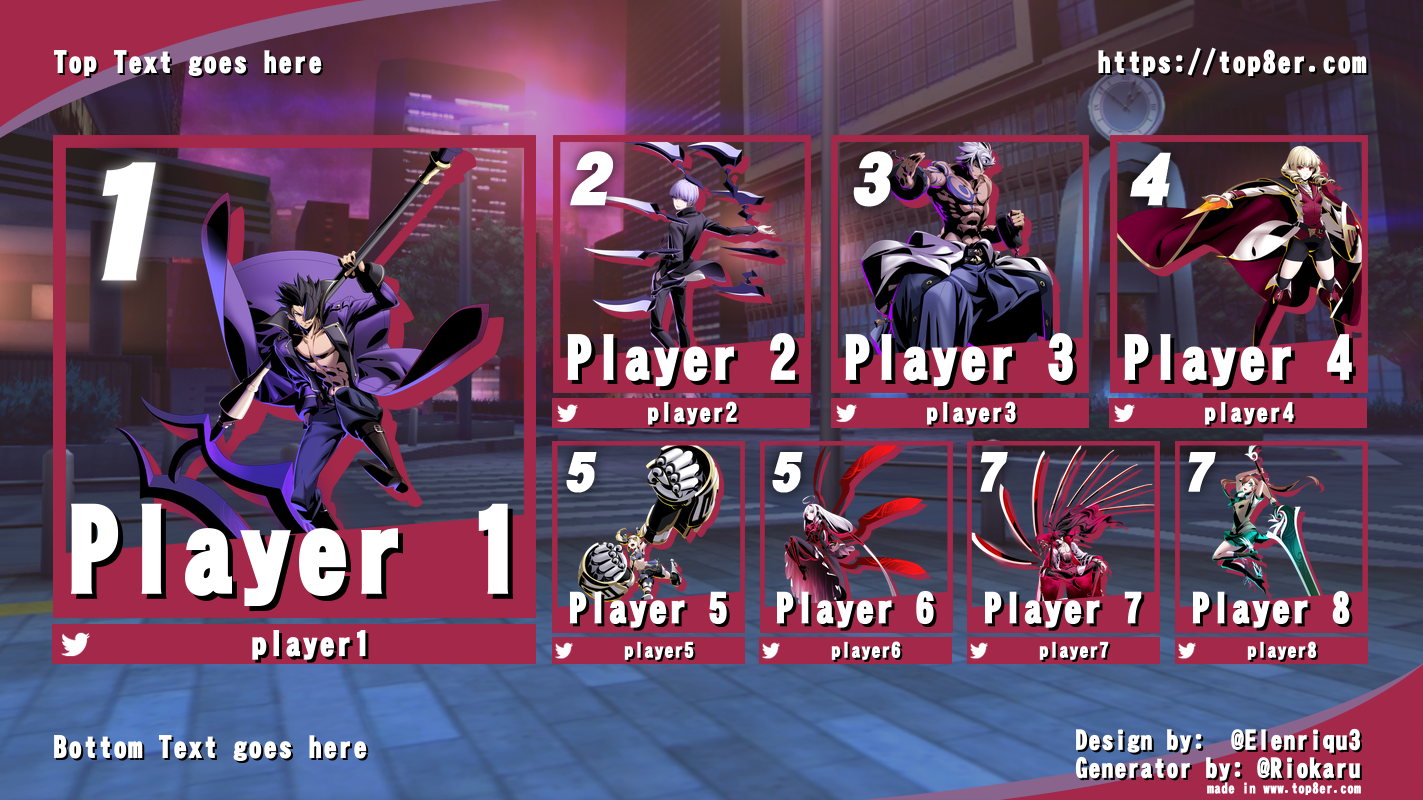 Top Text goes here
https://top8er.com
1
Player 1
player1
2
Player 2
player2
3
Player 3
player3
4
Player 4
player4
5
Player 5
player5
5
Player 6
player6
7
Player 7
player7
7
Player 8
player8
Bottom Text goes here
Design by: @Elenriqu3
Generator by: @Riokaru
made in www.top8er.com